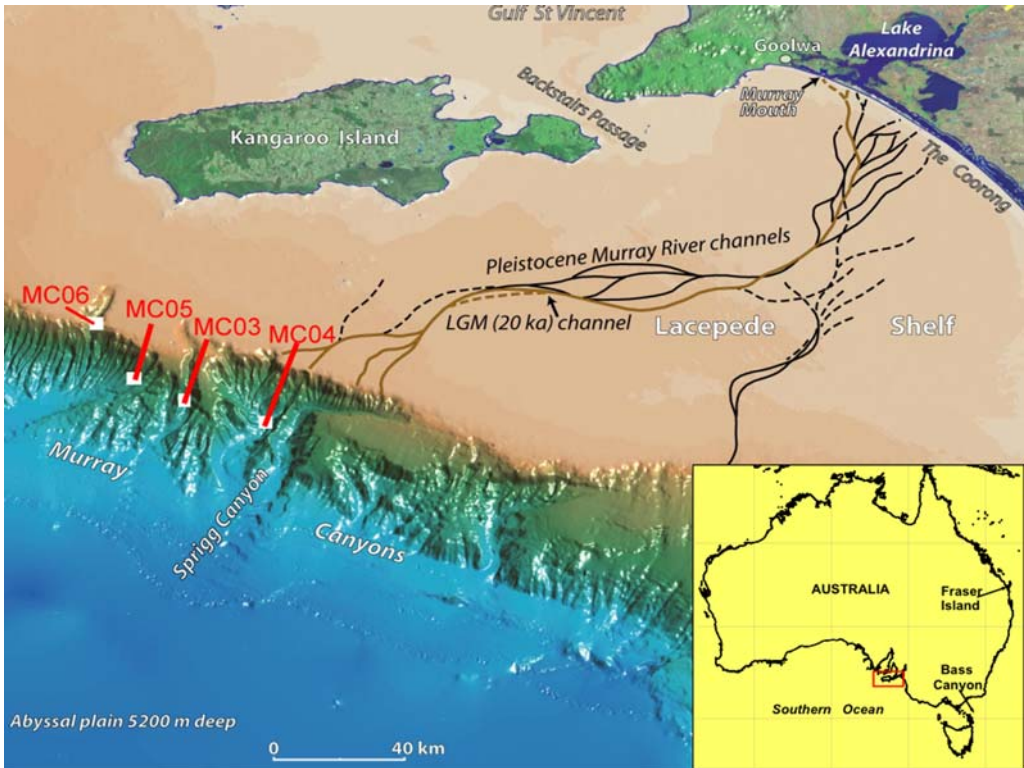 Gulf St Vincent
Lake
Alexandrina
Goolwa
Murray
Mouth
Backstairs Passage
Kangaroo Island
The Coorong
Pleistocene Murray River channels
LGM (20 ka) channel
Lacepede Shelf
MC06
MC05
MC03
MC04
Murray
Sprigg Canyon
Canyons
Abyssal plain 5200 m deep
0 40 km
AUSTRALIA
Fraser
Island
Bass
Canyon
Southern Ocean